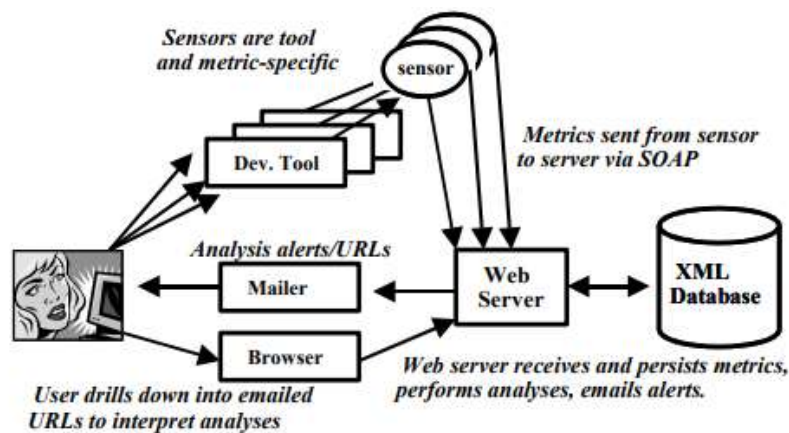 Sensors are tool
and metric-specific
sensor
Dev. Tool
Metrics sent from sensor
to server via SOAP
Analysis alerts/URLs
Mailer
Web
Server
XML
Database
Browser
Web server receives and persists metrics,
performs analyses, emails alerts.
User drills down into emailed
URLs to interpret analyses